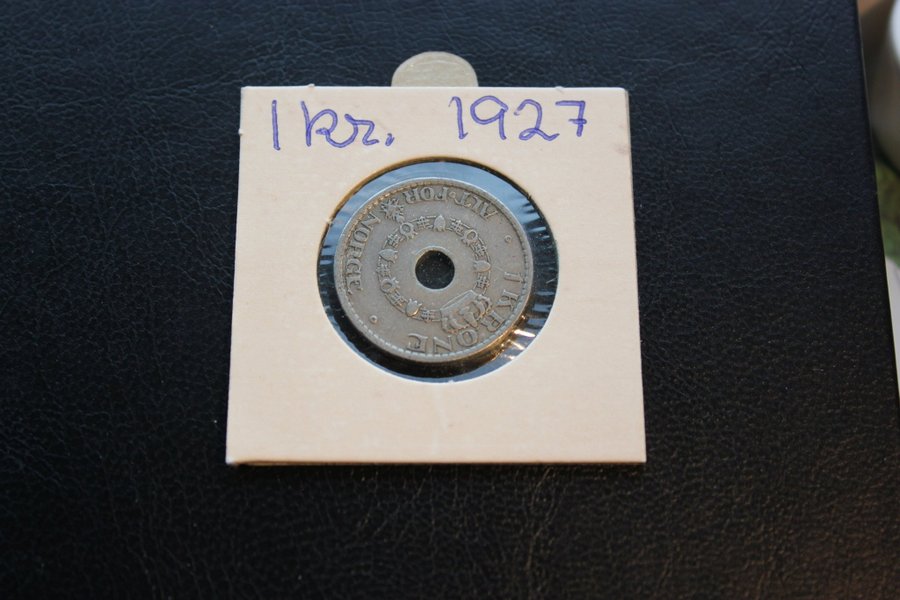 1 kr. 1927
1 KRONE
ALT FOR NORGE